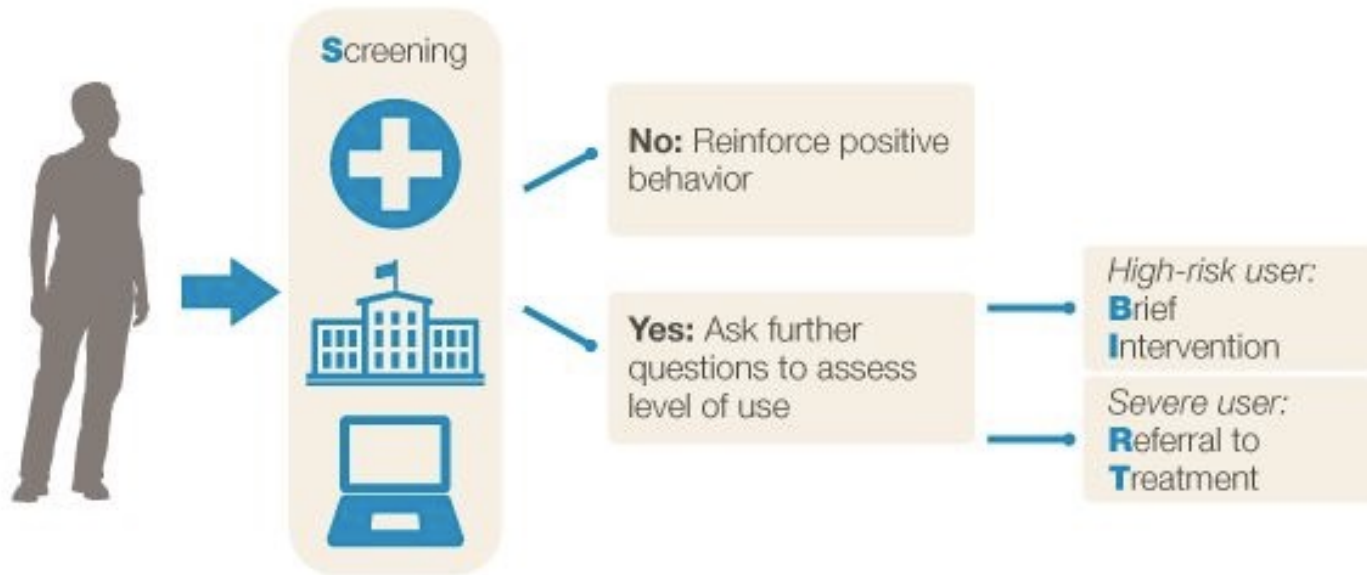 Screening
No: Reinforce positive
behavior
Yes: Ask further
questions to assess
level of use
High-risk user:
Brief
Intervention
Severe user:
Referral to
Treatment